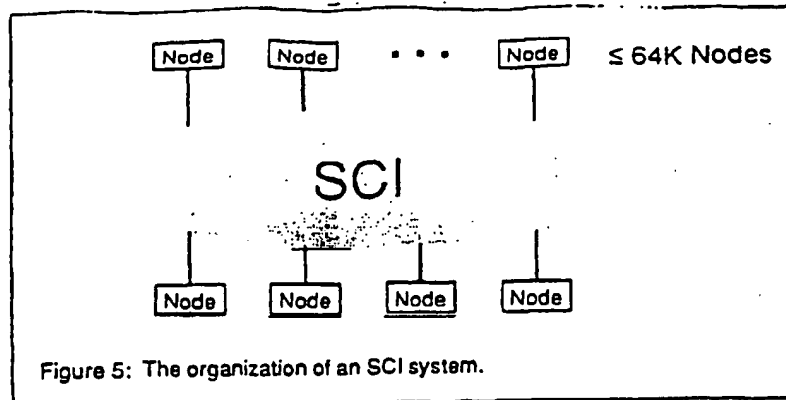 Node Node • • • Node ≤ 64K Nodes
SCI
Node Node Node Node
Figure 5: The organization of an SCI system.